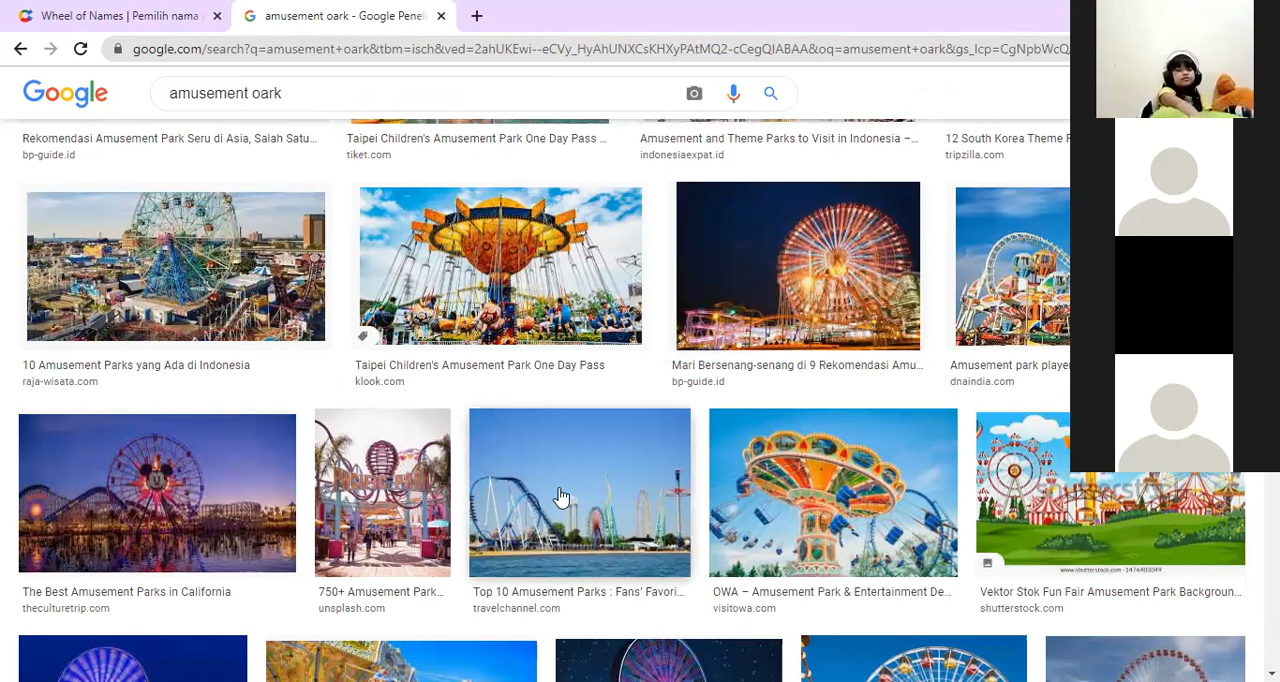 Wheel of Names | Pemilih nama
amusement oark - Google Penel
google.com/search?q=amusement+oark&tbm=isch&ved=2ahUKEwi--eCVy_HyAhUNXCsKHXyPAtMQ2-cCegQIABAA&oq=amusement+oark&gs_lcp=CgNpbWcQ
Google
amusement oark
Rekomendasi Amusement Park Seru di Asia, Salah Satu...
bp-guide.id
Taipei Children's Amusement Park One Day Pass ...
tiket.com
Amusement and Theme Parks to Visit in Indonesia –...
indonesiaexpat.id
12 South Korea Theme
tripzilla.com
10 Amusement Parks yang Ada di Indonesia
raja-wisata.com
Taipei Children's Amusement Park One Day Pass
klook.com
Mari Bersenang-senang di 9 Rekomendasi Amu...
bp-guide.id
Amusement park player
dnaindia.com
www.shutterstock.com · 1476403049
The Best Amusement Parks in California
theculturetrip.com
750+ Amusement Park...
unsplash.com
Top 10 Amusement Parks : Fans' Favori...
travelchannel.com
OWA – Amusement Park & Entertainment De...
visitowa.com
Vektor Stok Fun Fair Amusement Park Backgroun...
shutterstock.com